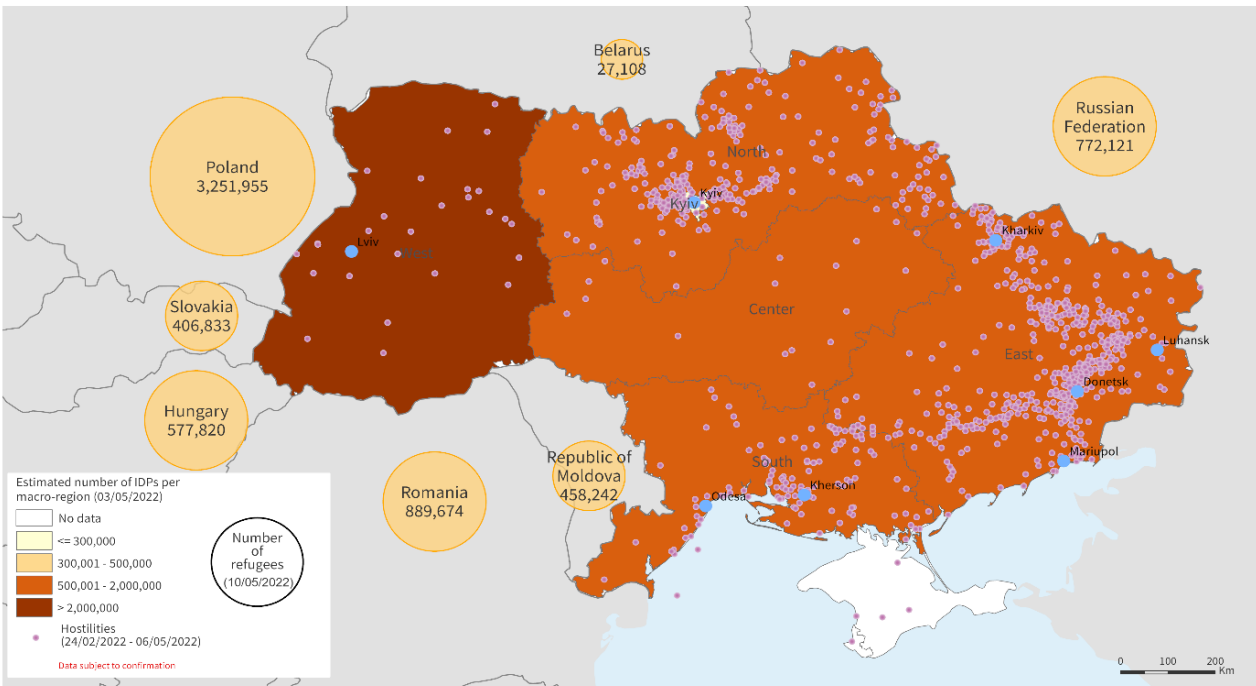 Belarus
27,108
Russian
Federation
772,121
Poland
3,251,955
North
Kyiv
Kyiv
Lviv
West
Kharkiv
Slovakia
406,833
Center
Luhansk
East
Donetsk
Hungary
577,820
Mariupol
Republic of
Moldova
458,242
South
Romania
889,674
Kherson
Odesa
Estimated number of IDPs per
macro-region (03/05/2022)
No data
<= 300,000
300,001 - 500,000
500,001 - 2,000,000
> 2,000,000
Hostilities
(24/02/2022 - 06/05/2022)
Data subject to confirmation
Number
of
refugees
(10/05/2022)
0 100 200
Km